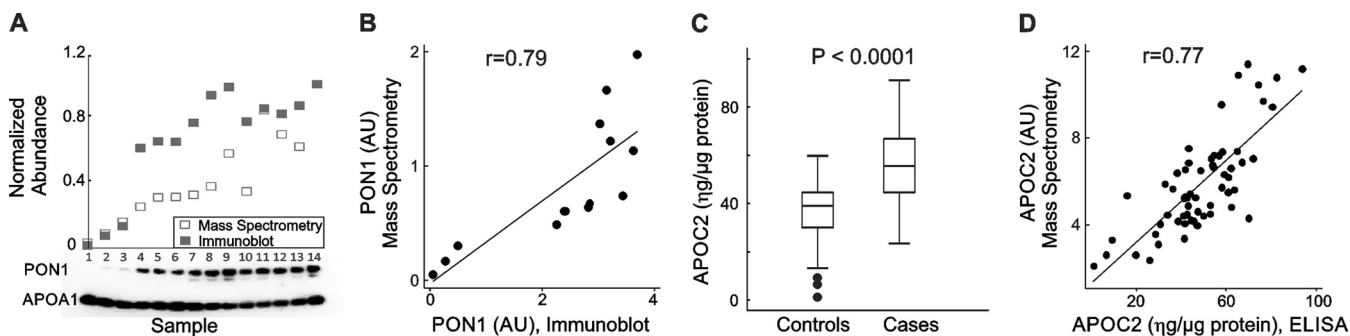 A
1.2
0.8
0.4
0
Normalized
Abundance
Mass Spectrometry
Immunoblot
1 2 3 4 5 6 7 8 9 10 11 12 13 14
PON1
APOA1
Sample
B
r=0.79
2
1
0
PON1 (AU)
Mass Spectrometry
0 2 4
PON1 (AU), Immunoblot
C
P < 0.0001
80
40
0
APOC2 (ηg/µg protein)
Controls Cases
D
r=0.77
12
8
4
APOC2 (AU)
Mass Spectrometry
20 60 100
APOC2 (ηg/µg protein), ELISA